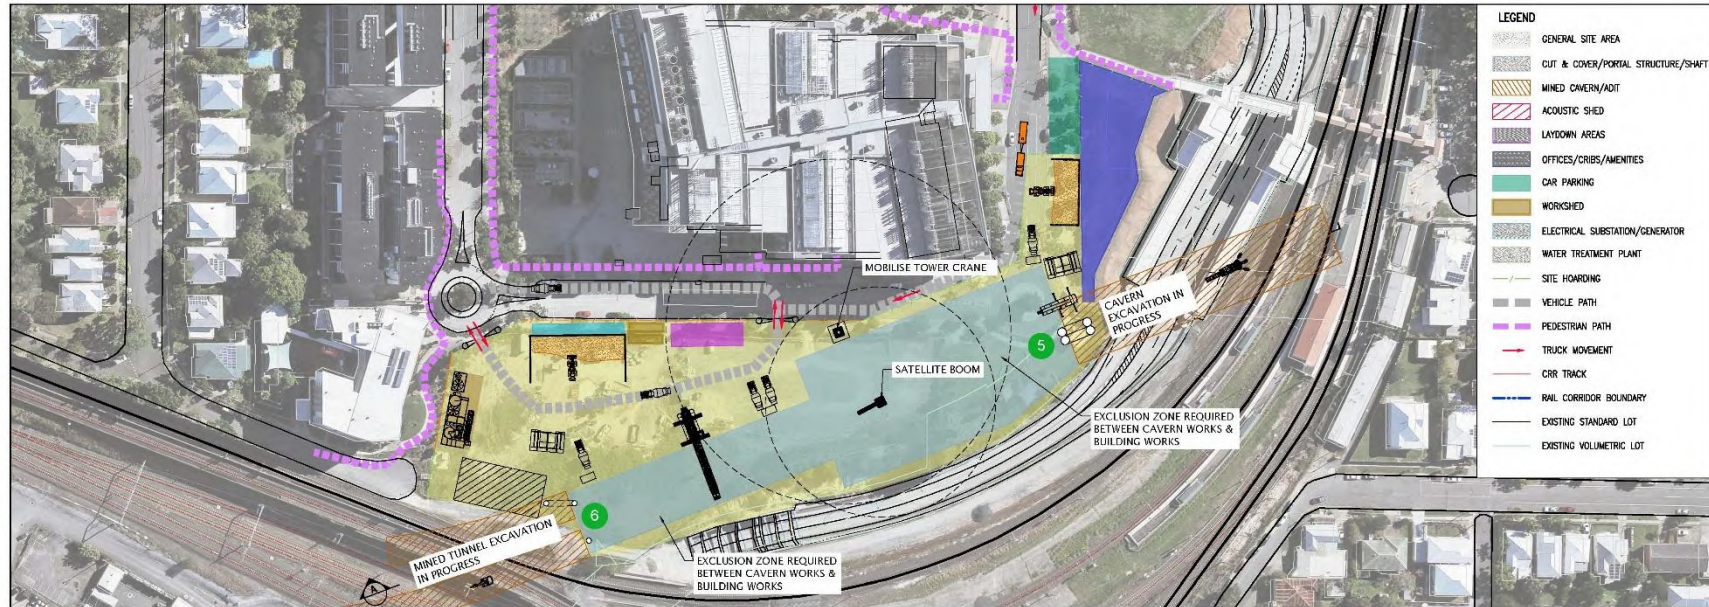 LEGEND
GENERAL SITE AREA
CUT & COVER/PORTAL STRUCTURE/SHAFT
MINED CAVERN/ADIT
ACOUSTIC SHED
LAYDOWN AREAS
OFFICES/CRIBS/AMENITIES
CAR PARKING
WORKSHED
ELECTRICAL SUBSTATION/GENERATOR
WATER TREATMENT PLANT
SITE HOARDING
VEHICLE PATH
PEDESTRIAN PATH
TRUCK MOVEMENT
CRR TRACK
RAIL CORRIDOR BOUNDARY
EXISTING STANDARD LOT
EXISTING VOLUMETRIC LOT
MOBILISE TOWER CRANE
CAVERN
EXCAVATION IN
PROGRESS
5
SATELLITE BOOM
EXCLUSION ZONE REQUIRED
BETWEEN CAVERN WORKS &
BUILDING WORKS
6
MINED TUNNEL EXCAVATION
IN PROGRESS
EXCLUSION ZONE REQUIRED
BETWEEN CAVERN WORKS &
BUILDING WORKS
A